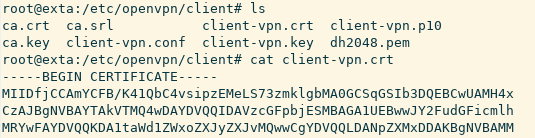 root@exta:/etc/openvpn/client# ls
ca.crt ca.srl client-vpn.crt client-vpn.p10
ca.key client-vpn.conf client-vpn.key dh2048.pem
root@exta:/etc/openvpn/client# cat client-vpn.crt
-----BEGIN CERTIFICATE-----
MIIDfjCCAmYCFB/K41QbC4vsipzEMeLS73zmklgbMA0GCSqGSIb3DQEBCwUAMH4x
CzAJBgNVBAYTAkVTMQ4wDAYDVQQIDAVzcGFpbjESMBAGA1UEBwwJY2FudGFicmlh
MRYwFAYDVQQKDA1taWd1ZWxoZXJyZXJvMQwwCgYDVQQLDANpZXMxDDAKBgNVBAMM